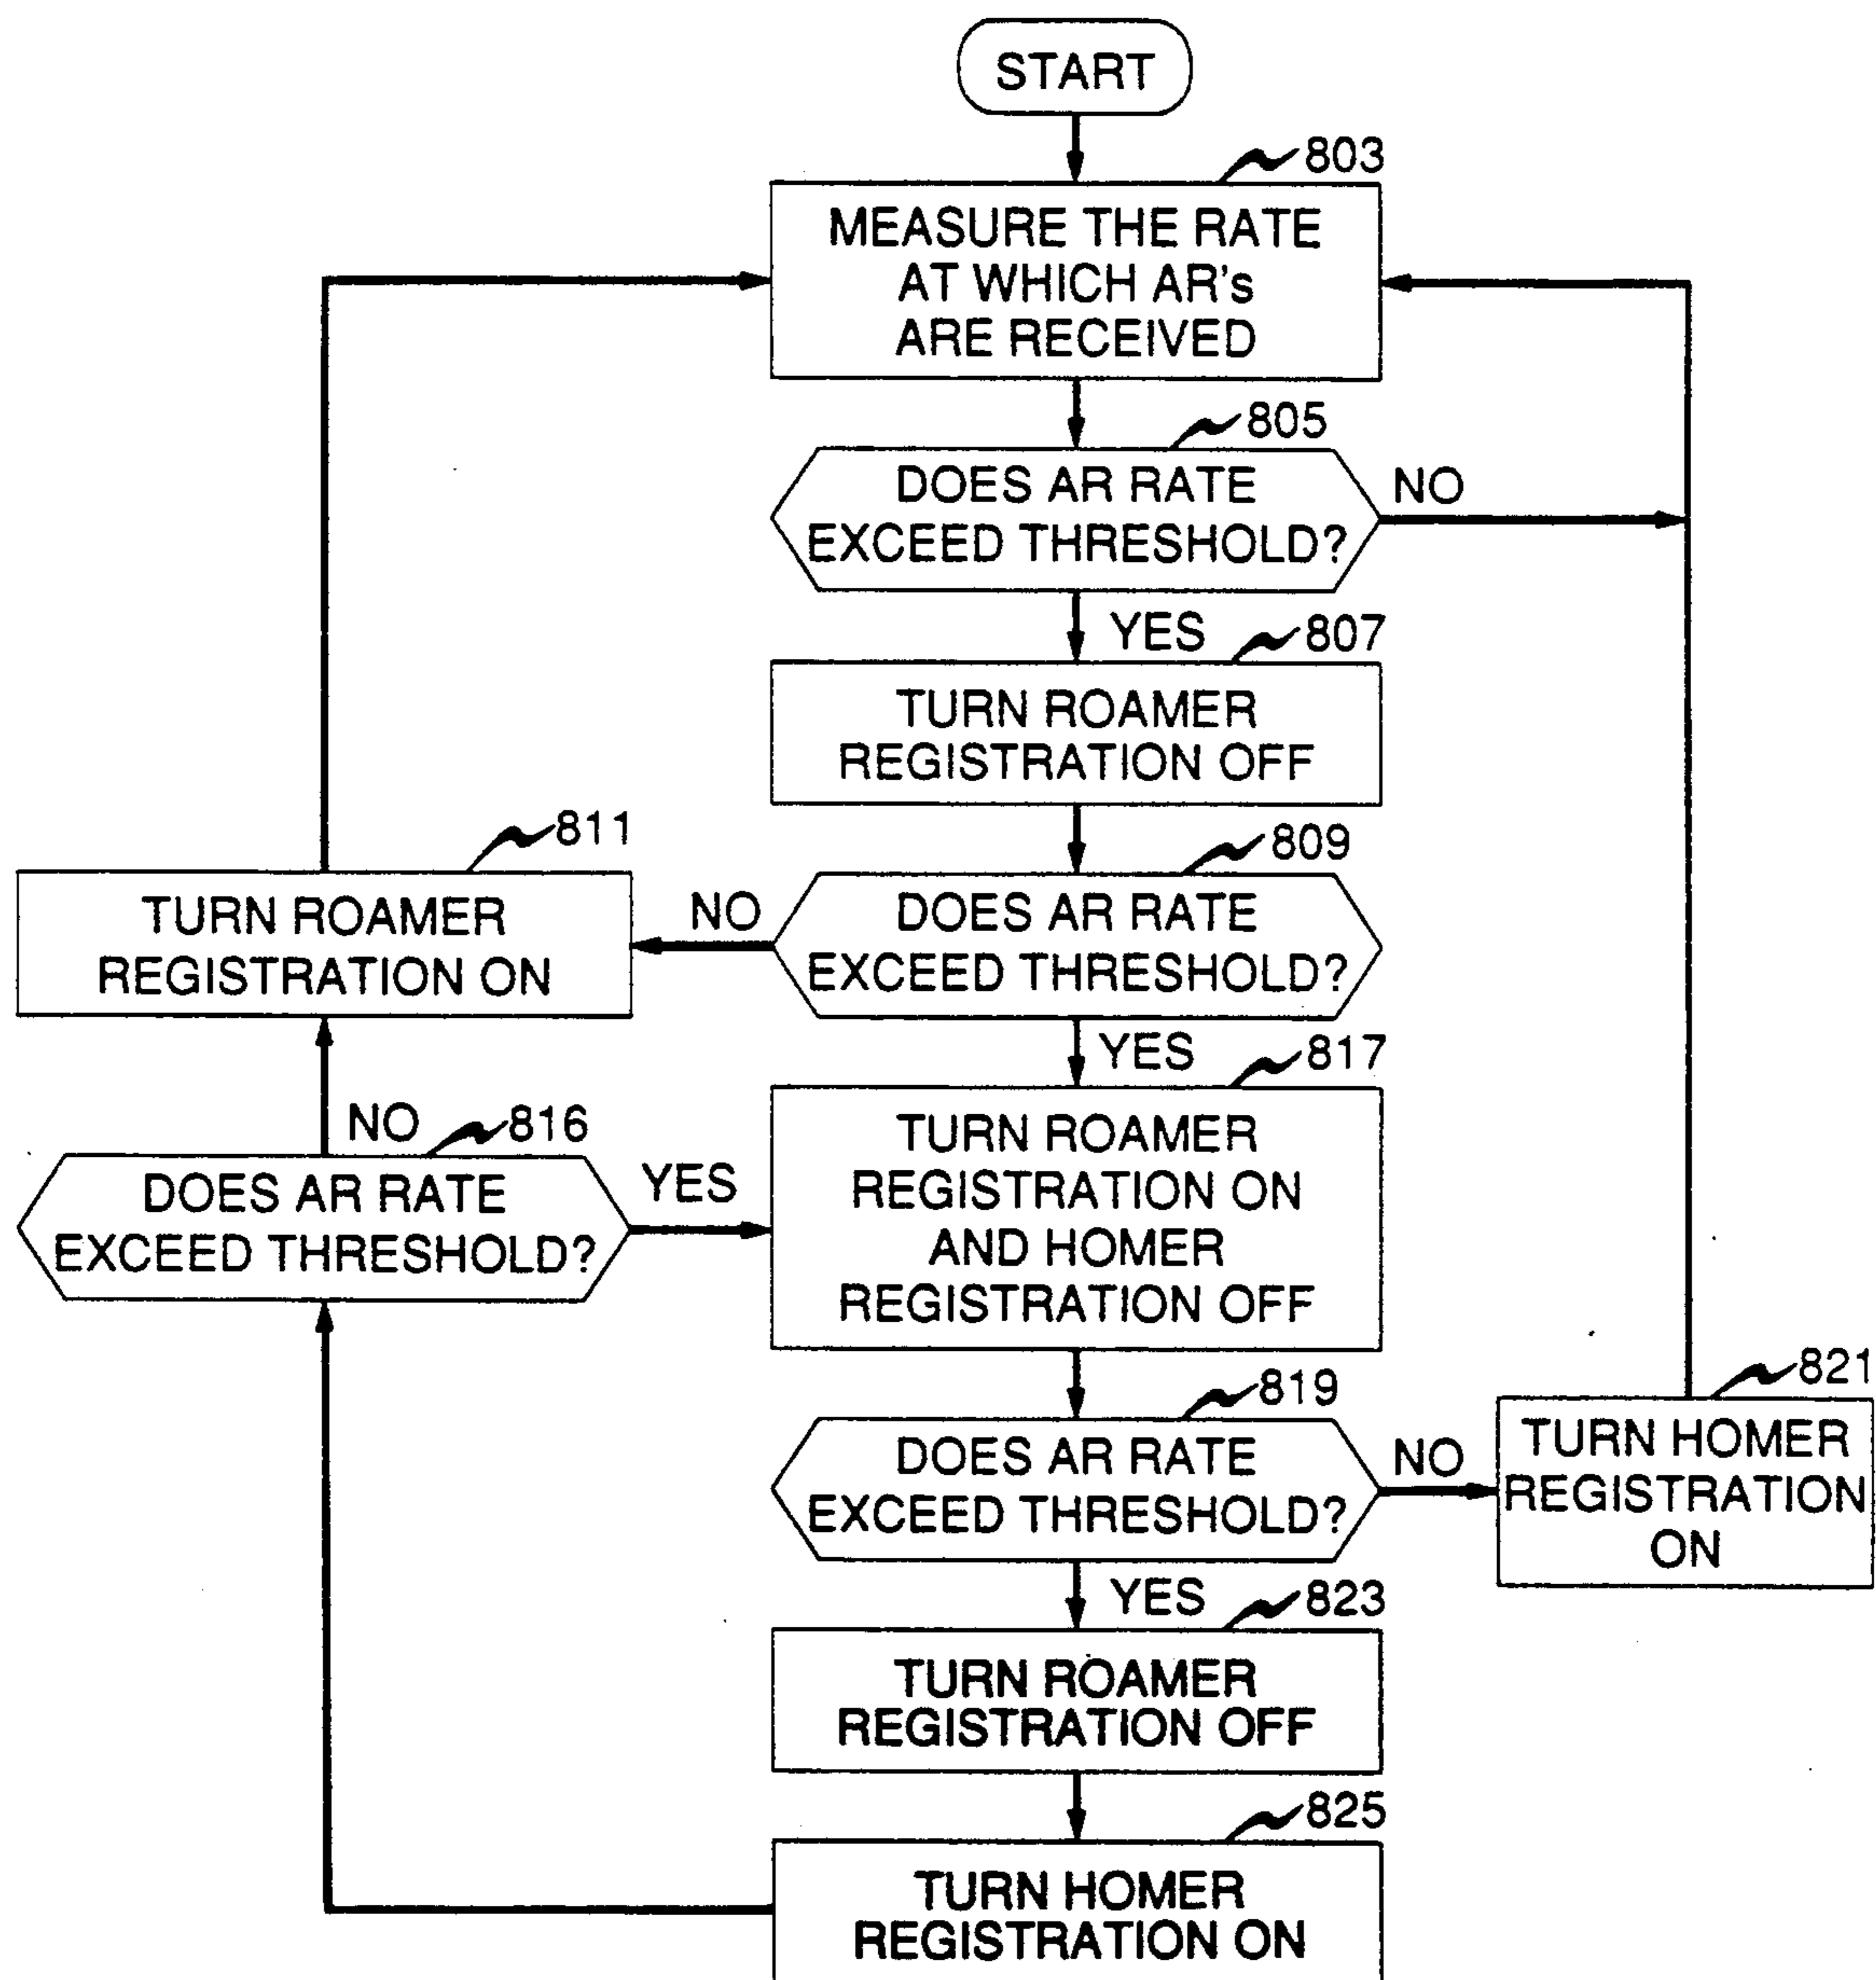 START
803
MEASURE THE RATE
AT WHICH AR's
ARE RECEIVED
805
DOES AR RATE
EXCEED THRESHOLD?
NO
YES
807
TURN ROAMER
REGISTRATION OFF
809
DOES AR RATE
EXCEED THRESHOLD?
NO
811
TURN ROAMER
REGISTRATION ON
YES
817
TURN ROAMER
REGISTRATION ON
AND HOMER
REGISTRATION OFF
NO
816
DOES AR RATE
EXCEED THRESHOLD?
YES
819
DOES AR RATE
EXCEED THRESHOLD?
NO
821
TURN HOMER
REGISTRATION
ON
YES
823
TURN ROAMER
REGISTRATION OFF
825
TURN HOMER
REGISTRATION ON